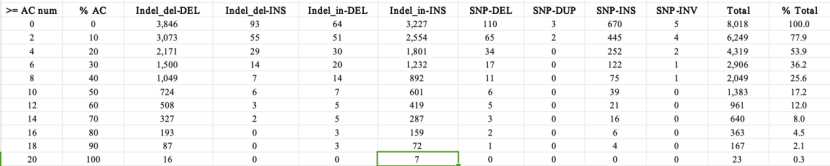 >= AC num % AC Indel_del-DEL Indel_del-INS Indel_in-DEL Indel_in-INS SNP-DEL SNP-DUP SNP-INS SNP-INV Total % Total
0 0 3,846 93 64 3,227 110 3 670 5 8,018 100.0
2 10 3,073 55 51 2,554 65 2 445 4 6,249 77.9
4 20 2,171 29 30 1,801 34 0 252 2 4,319 53.9
6 30 1,500 14 20 1,232 17 0 122 1 2,906 36.2
8 40 1,049 7 14 892 11 0 75 1 2,049 25.6
10 50 724 6 7 601 6 0 39 0 1,383 17.2
12 60 508 3 5 419 5 0 21 0 961 12.0
14 70 327 2 5 287 3 0 16 0 640 8.0
16 80 193 0 3 159 2 0 6 0 363 4.5
18 90 87 0 3 72 1 0 4 0 167 2.1
20 100 16 0 0 7 0 0 0 0 23 0.3